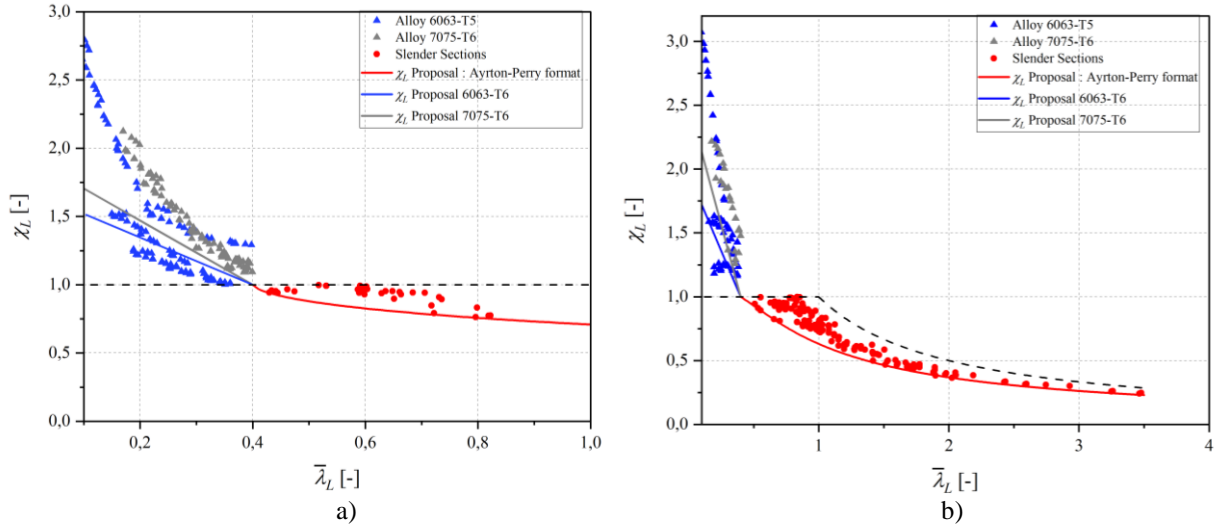 3,0
2,5
2,0
1,5
1,0
0,5
0,0
χL [-]
0,2
0,4
0,6
0,8
1,0
λ̅L [-]
Alloy 6063-T5
Alloy 7075-T6
Slender Sections
χL Proposal : Ayrton-Perry format
χL Proposal 6063-T6
χL Proposal 7075-T6
a)
3,0
2,5
2,0
1,5
1,0
0,5
0,0
χL [-]
1
2
3
4
λ̅L [-]
Alloy 6063-T5
Alloy 7075-T6
Slender Sections
χL Proposal : Ayrton-Perry format
χL Proposal 6063-T6
χL Proposal 7075-T6
b)